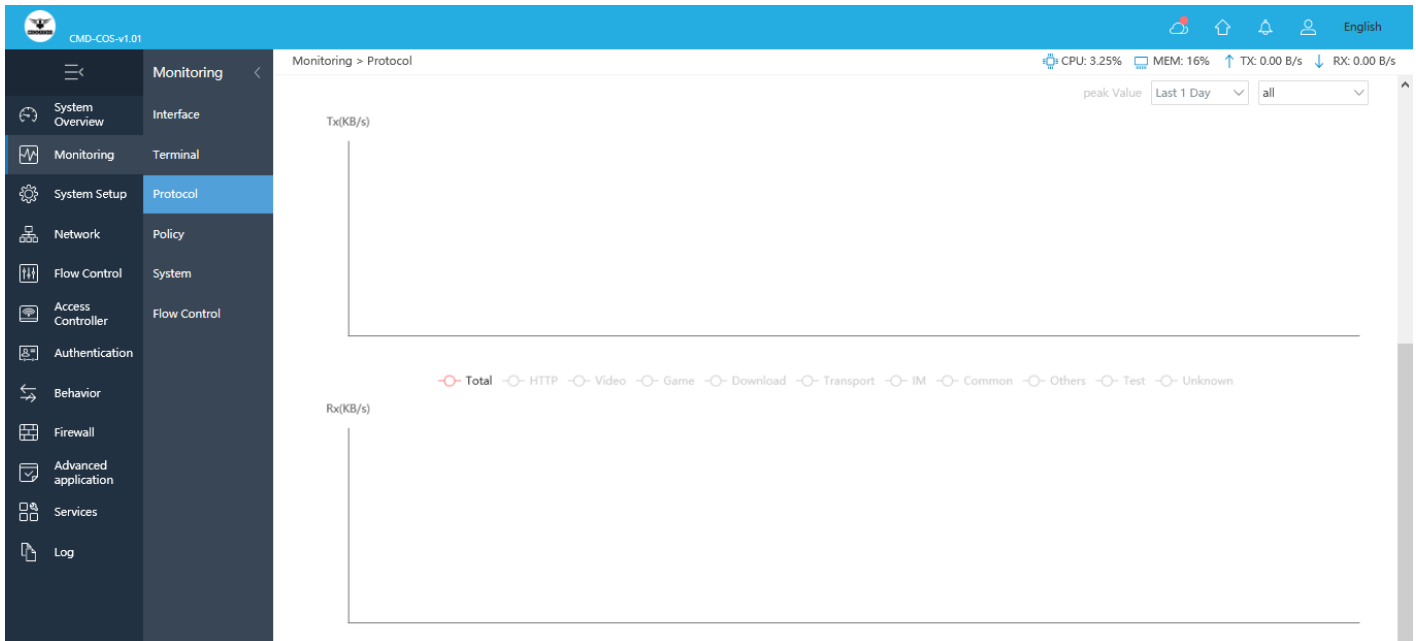 CMD-COS-v1.01
English
Monitoring
Monitoring > Protocol
CPU: 3.25%
MEM: 16%
TX: 0.00 B/s
RX: 0.00 B/s
System
Overview
Monitoring
System Setup
Network
Flow Control
Access
Controller
Authentication
Behavior
Firewall
Advanced
application
Services
Log
Interface
Terminal
Protocol
Policy
System
Flow Control
peak Value Last 1 Day all
Tx(KB/s)
Total HTTP Video Game Download Transport IM Common Others Test Unknown
Rx(KB/s)